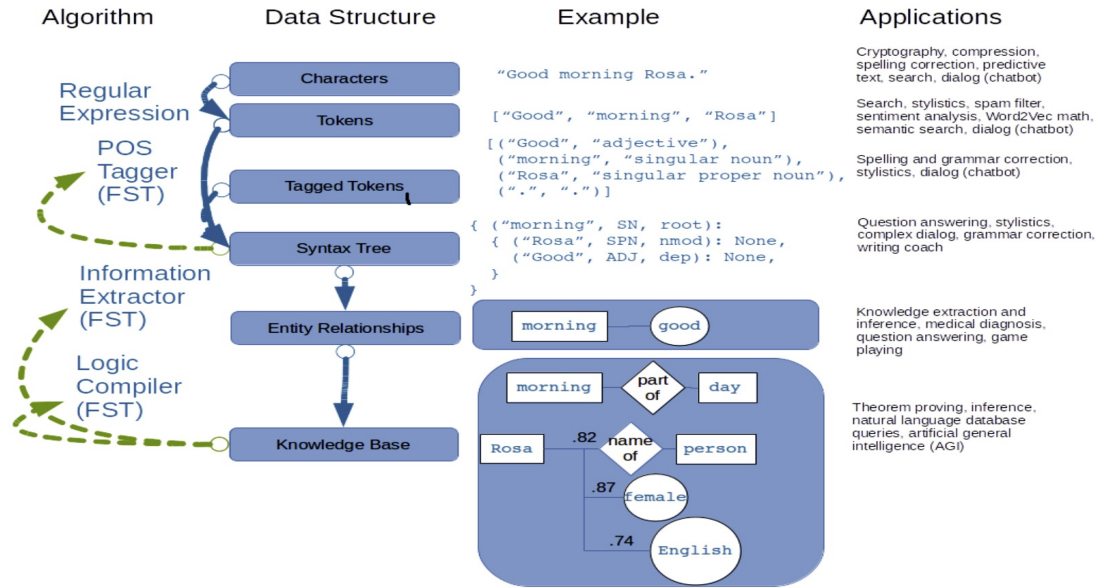 Algorithm
Data Structure
Example
Applications
Regular
Expression
POS
Tagger
(FST)
Information
Extractor
(FST)
Logic
Compiler
(FST)
Characters
Tokens
Tagged Tokens
Syntax Tree
Entity Relationships
Knowledge Base
“Good morning Rosa.”
[“Good”, “morning”, “Rosa”]
[(“Good”, “adjective”),
(“morning”, “singular noun”),
(“Rosa”, “singular proper noun”),
(“.”, “.”)]
{ (“morning”, SN, root):
{ (“Rosa”, SPN, nmod): None,
(“Good”, ADJ, dep): None,
}
}
morning
good
morning
part
of
day
Rosa
.82
name
of
person
.87
female
.74
English
Cryptography, compression,
spelling correction, predictive
text, search, dialog (chatbot)
Search, stylistics, spam filter,
sentiment analysis, Word2Vec math,
semantic search, dialog (chatbot)
Spelling and grammar correction,
stylistics, dialog (chatbot)
Question answering, stylistics,
complex dialog, grammar correction,
writing coach
Knowledge extraction and
inference, medical diagnosis,
question answering, game
playing
Theorem proving, inference,
natural language database
queries, artificial general
intelligence (AGI)